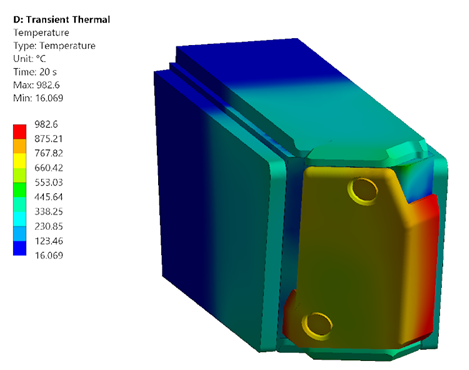 D: Transient Thermal
Temperature
Type: Temperature
Unit: °C
Time: 20 s
Max: 982.6
Min: 16.069
982.6
875.21
767.82
660.42
553.03
445.64
338.25
230.85
123.46
16.069